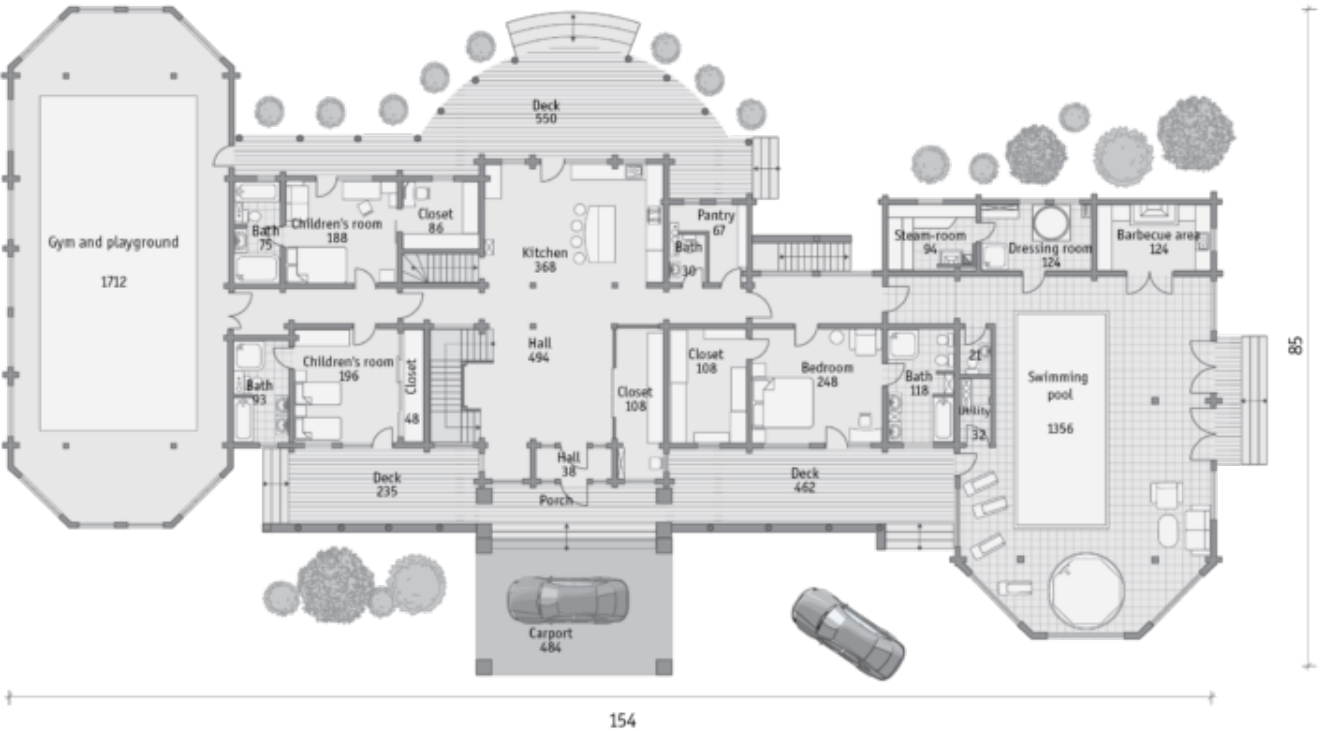 Deck
550
Gym and playground
1712
Bath
75
Children's room
188
Closet
86
Kitchen
368
Pantry
67
Bath
30
Steam-room
94
Dressing room
124
Barbecue area
124
Hall
494
Bath
93
Children's room
196
Closet
48
Closet
108
Closet
108
Bedroom
248
Bath
118
21
Utility
32
Swimming
pool
1356
85
Deck
235
Hall
38
Porch
Deck
462
Carport
484
154